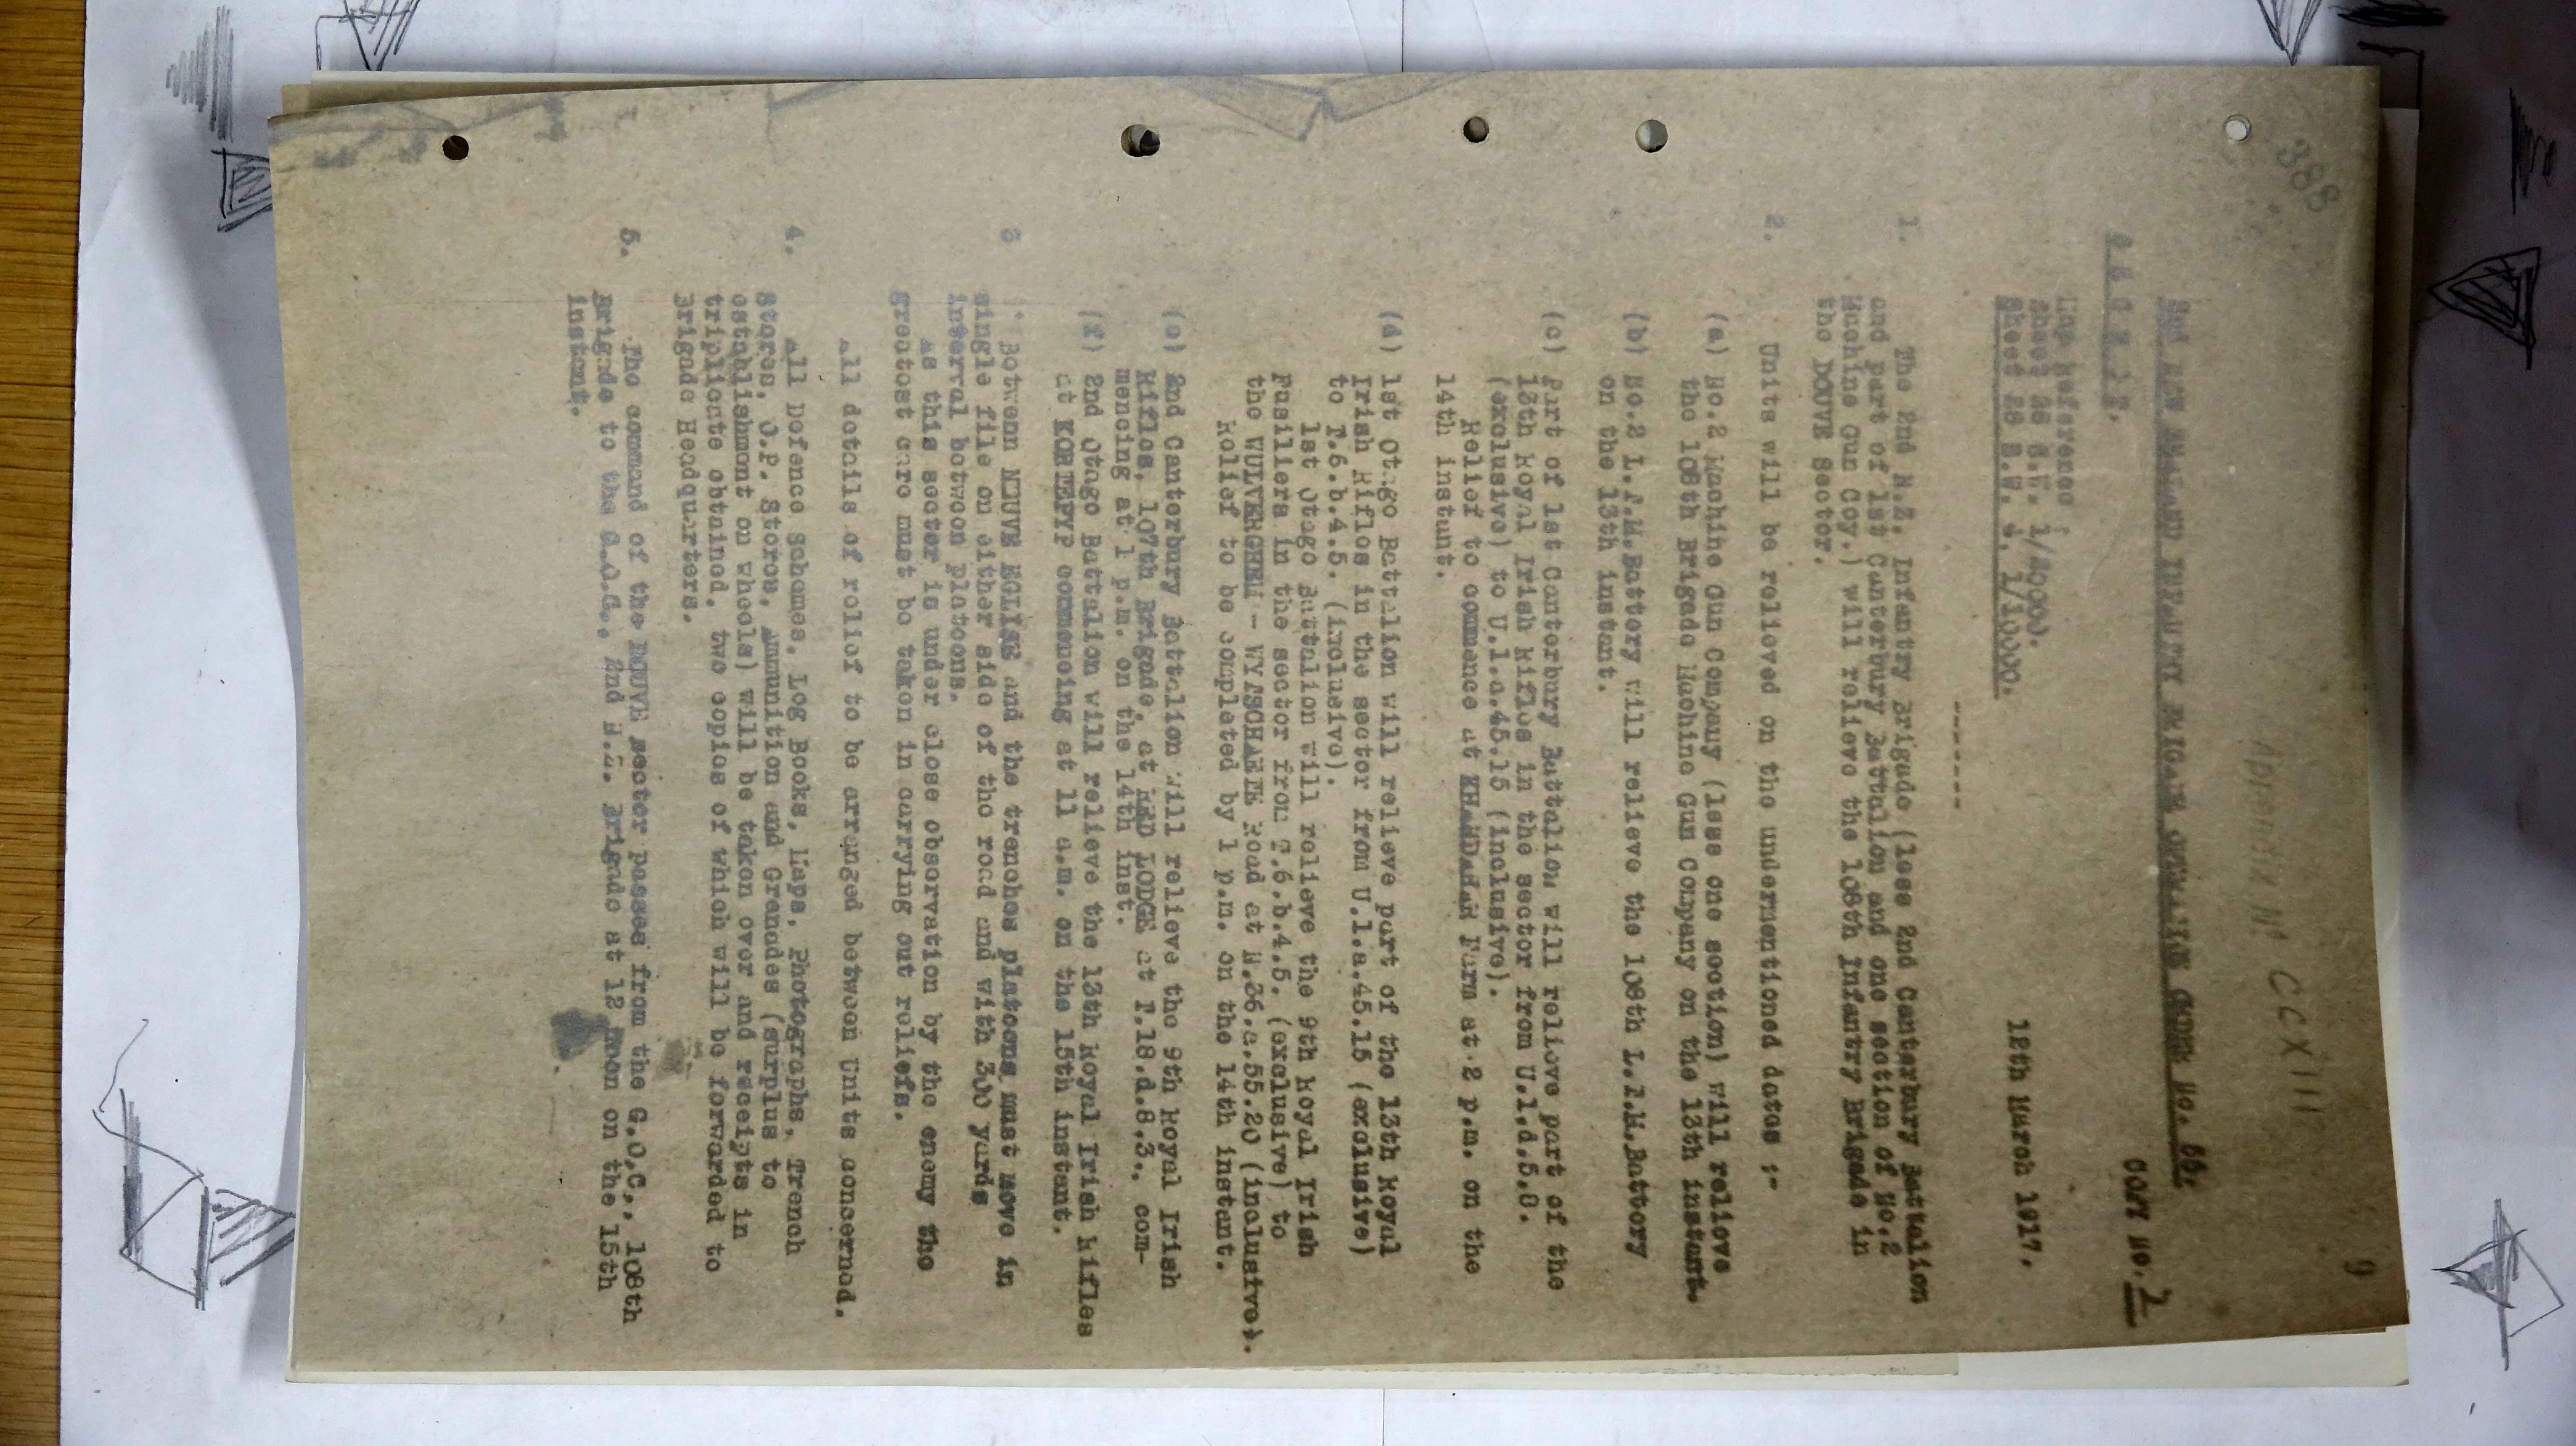 388
9
Appendix No CCXIII
2nd NEW ZEALAND INFANTRY BRIGADE OPERATION ORDER No. 55.
COPY No. 2
S E C R E T.
12th March 1917.
Map Reference :
Sheet 28 S.W. 1/20000.
Sheet 28 S.W. 4. 1/10000.
------
1. The 2nd N.Z. Infantry Brigade (less 2nd Canterbury Battalion
and part of 1st Canterbury Battalion and one section of No.2
Machine Gun Coy.) will relieve the 108th Infantry Brigade in
the DOUVE Sector.
2. Units will be relieved on the undermentioned dates :-
(a) No.2 Machine Gun Company (less one section) will relieve
the 108th Brigade Machine Gun Company on the 13th instant.
(b) No.2 L.T.M.Battery will relieve the 108th L.T.M.Battery
on the 13th instant.
(c) Part of 1st Canterbury Battalion will relieve part of the
13th Royal Irish Rifles in the sector from U.1.d.5.8.
(exclusive) to U.1.a.45.15 (inclusive).
Relief to commence at KHANDAHAR Farm at 2 p.m. on the
14th instant.
(d) 1st Otago Battalion will relieve part of the 13th Royal
Irish Rifles in the sector from U.1.a.45.15 (exclusive)
to T.6.b.4.5. (inclusive).
1st Otago Battalion will relieve the 9th Royal Irish
Fusiliers in the sector from T.6.b.4.5. (exclusive) to
the WULVERGHEM - WYTSCHAETE Road at N.36.a.55.20 (inclusive).
Relief to be completed by 1 p.m. on the 14th instant.
(e) 2nd Canterbury Battalion will relieve the 9th Royal Irish
Rifles, 107th Brigade, at RED LODGE at T.18.d.8.3., com-
mencing at 1 p.m. on the 14th inst.
(f) 2nd Otago Battalion will relieve the 13th Royal Irish Rifles
at KORTEPYP commencing at 11 a.m. on the 15th instant.
3 Between NEUVE EGLISE and the trenches platoons must move in
single file on either side of the road and with 300 yards
interval between platoons.
As this sector is under close observation by the enemy the
greatest care must be taken in carrying out reliefs.
All details of relief to be arranged between Units concerned.
4. All Defence Schemes, Log Books, Maps, Photographs, Trench
Stores, O.P. Stores, Ammunition and Grenades (surplus to
establishment on wheels) will be taken over and receipts in
triplicate obtained, two copies of which will be forwarded to
Brigade Headquarters.
5. The command of the DOUVE sector passes from the G.O.C., 108th
Brigade to the G.O.C., 2nd N.Z. Brigade at 12 noon on the 15th
instant.